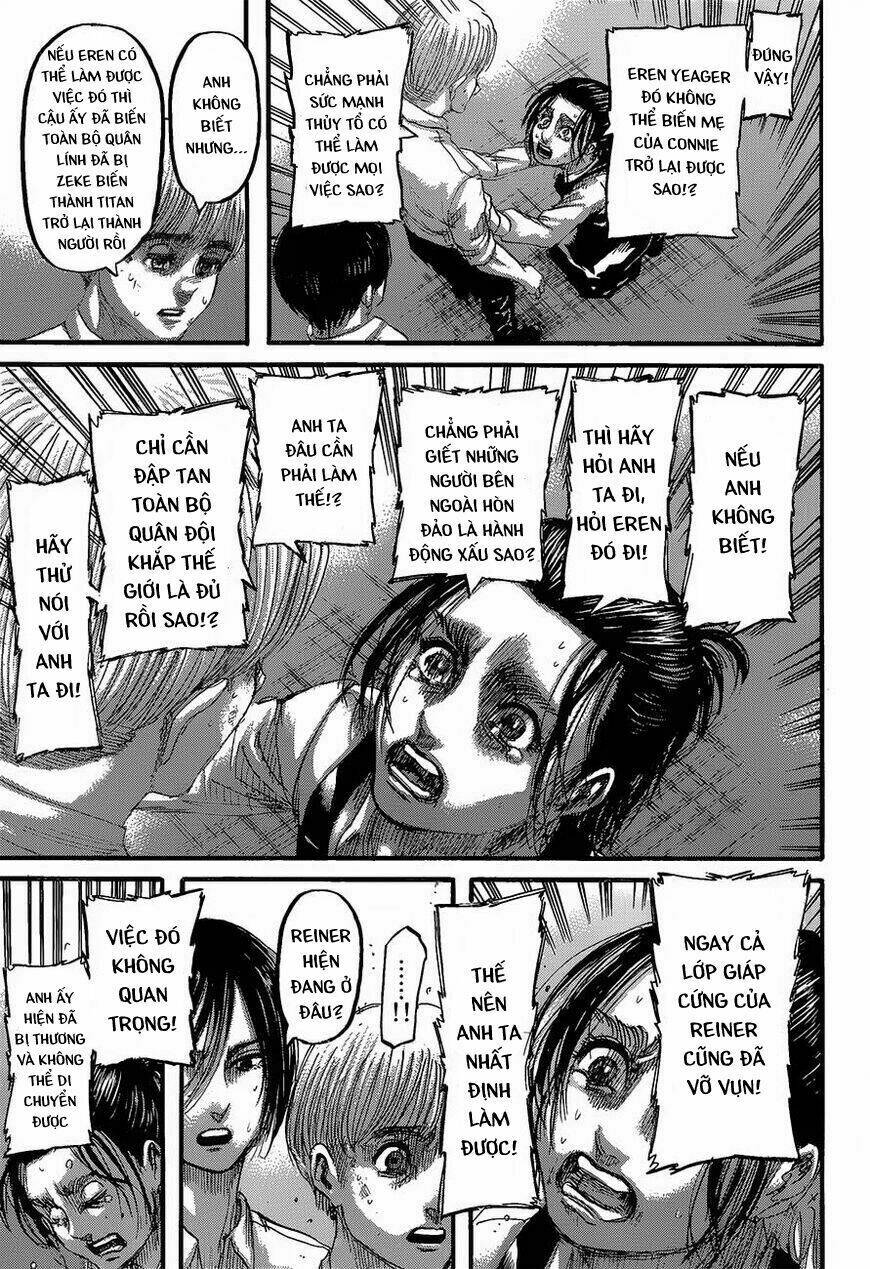 ĐÚNG
VẬY!
EREN YEAGER
ĐÓ KHÔNG
THỂ BIẾN MẸ
CỦA CONNIE
TRỞ LẠI ĐƯỢC
SAO!?
CHẲNG PHẢI
SỨC MẠNH
THỦY TỔ CÓ
THỂ LÀM
ĐƯỢC MỌI
VIỆC SAO?
ANH
KHÔNG
BIẾT
NHƯNG...
NẾU EREN CÓ
THỂ LÀM ĐƯỢC
VIỆC ĐÓ THÌ
CẬU ẤY ĐÃ BIẾN
TOÀN BỘ QUÂN
LÍNH ĐÃ BỊ
ZEKE BIẾN
THÀNH TITAN
TRỞ LẠI THÀNH
NGƯỜI RỒI
NẾU
ANH
KHÔNG
BIẾT!
THÌ HÃY
HỎI ANH
TA ĐI,
HỎI EREN
ĐÓ ĐI!
CHẲNG PHẢI
GIẾT NHỮNG
NGƯỜI BÊN
NGOÀI HÒN
ĐẢO LÀ HÀNH
ĐỘNG XẤU SAO?
ANH TA
ĐÂU CẦN
PHẢI LÀM
THẾ!?
CHỈ CẦN
ĐẬP TAN
TOÀN BỘ
QUÂN ĐỘI
KHẮP THẾ
GIỚI LÀ ĐỦ
RỒI SAO!?
HÃY
THỬ
NÓI
VỚI
ANH
TA ĐI!
NGAY CẢ
LỚP GIÁP
CỨNG CỦA
REINER
CŨNG ĐÃ
VỠ VỤN!
THẾ
NÊN
ANH TA
NHẤT
ĐỊNH
LÀM
ĐƯỢC!
......!!
REINER
HIỆN
ĐANG Ở
ĐÂU?
VIỆC ĐÓ
KHÔNG
QUAN
TRỌNG!
ANH ẤY
HIỆN ĐÃ
BỊ THƯƠNG
VÀ KHÔNG
THỂ DI
CHUYỂN
ĐƯỢC